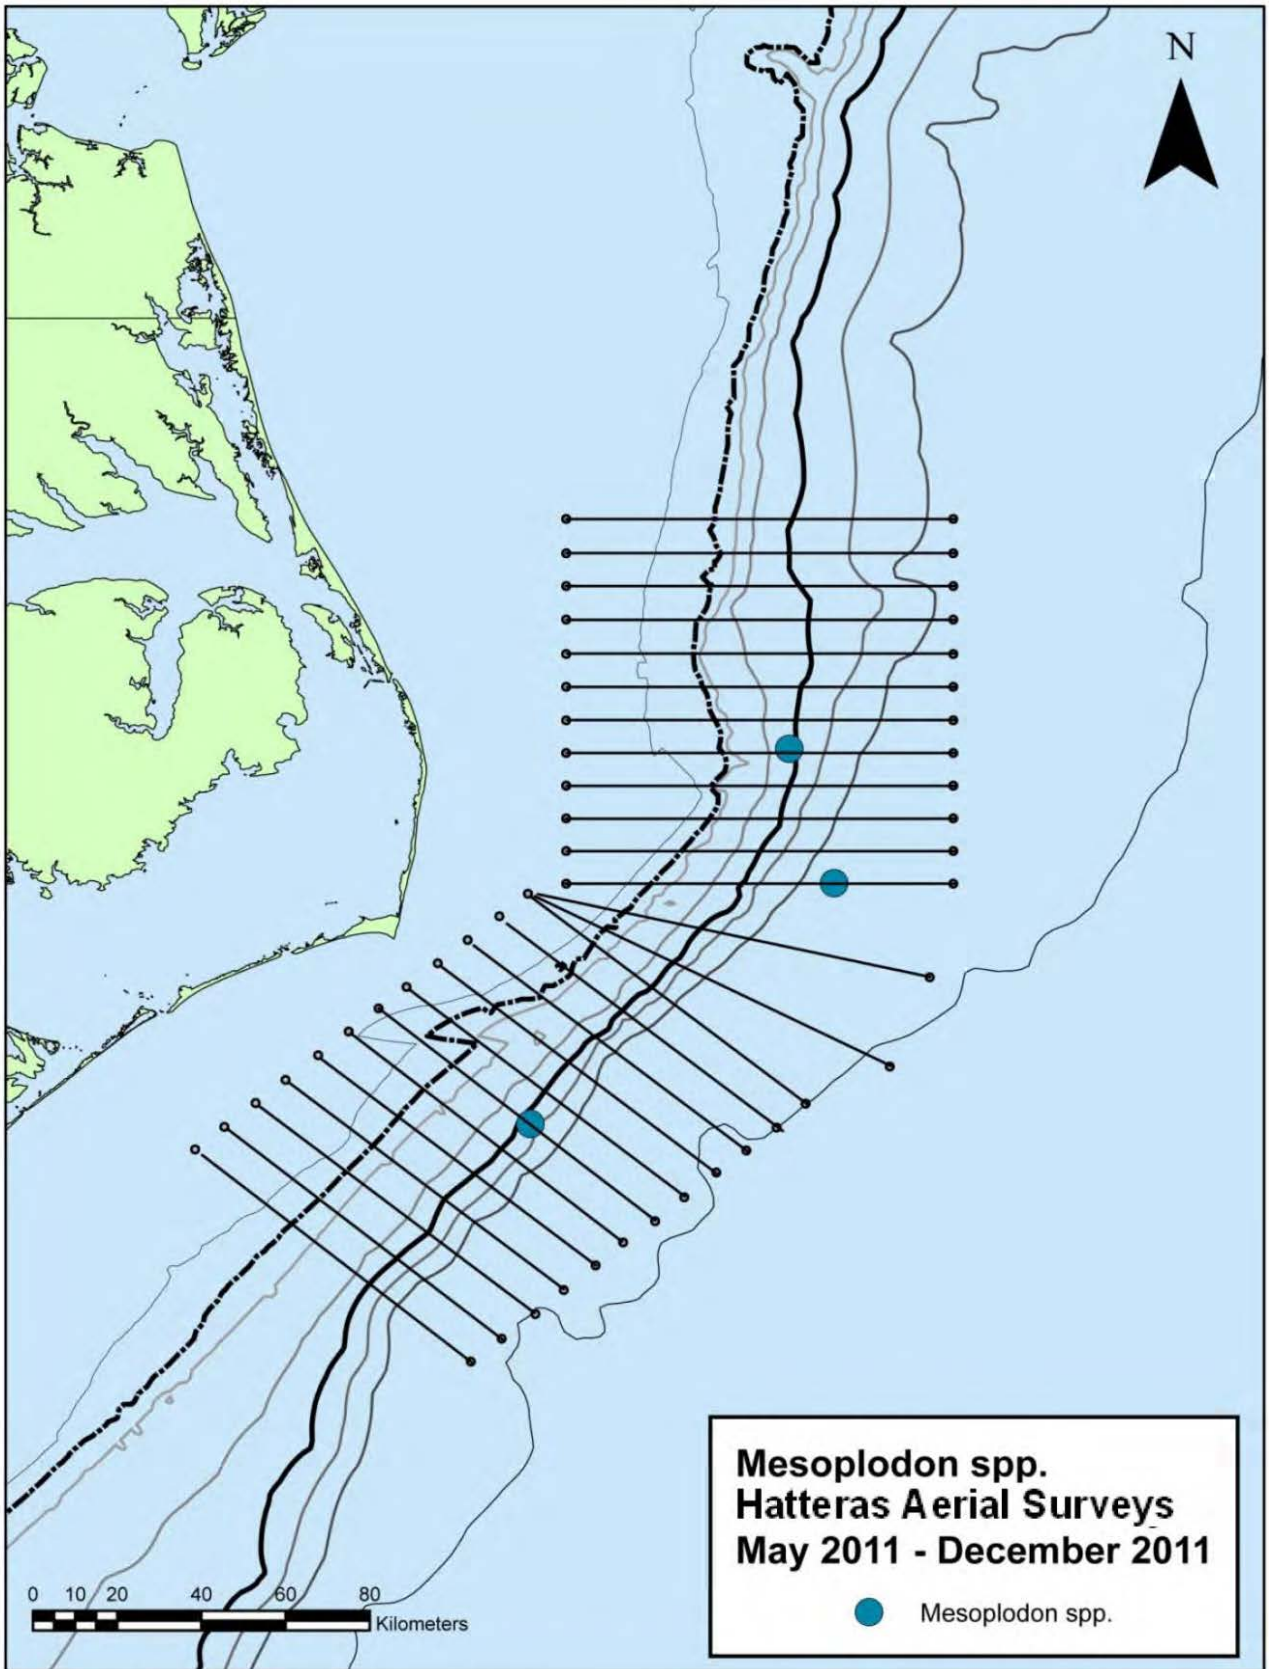 N
Mesoplodon spp.
Hatteras Aerial Surveys
May 2011 - December 2011
Mesoplodon spp.
0 10 20 40 60 80
Kilometers